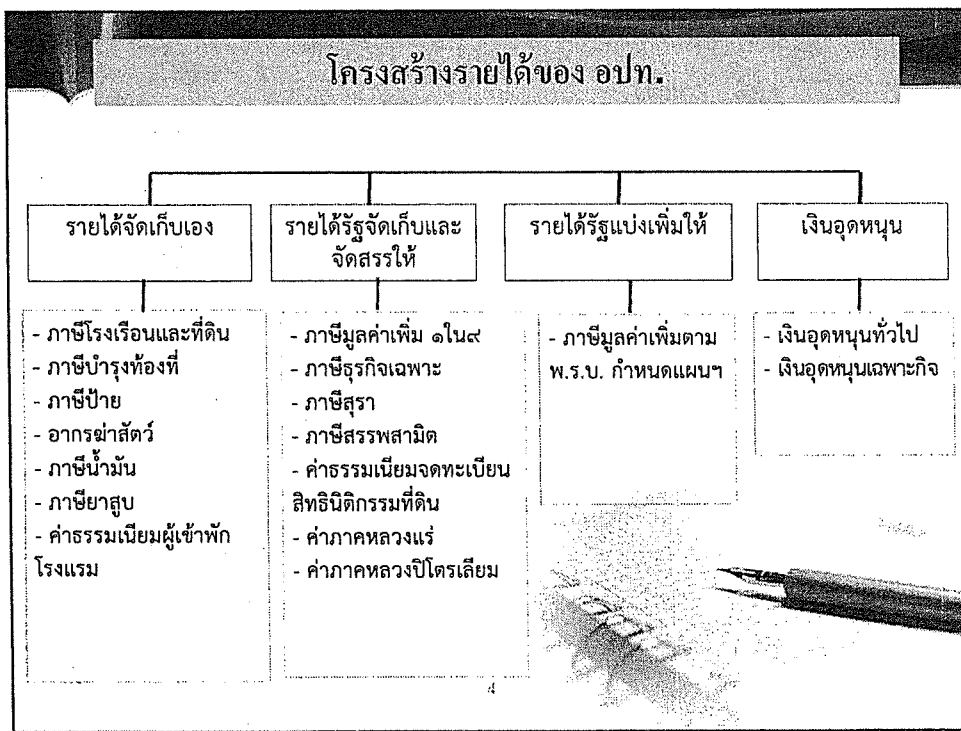 โครงสร้างรายได้ของ อปท.
รายได้จัดเก็บเอง
- ภาษีโรงเรือนและที่ดิน
- ภาษีบำรุงท้องที่
- ภาษีป้าย
- อากรฆ่าสัตว์
- ภาษีน้ำมัน
- ภาษียาสูบ
- ค่าธรรมเนียมผู้เข้าพัก
โรงแรม
รายได้รัฐจัดเก็บและ
จัดสรรให้
- ภาษีมูลค่าเพิ่ม ๑ใน๙
- ภาษีธุรกิจเฉพาะ
- ภาษีสุรา
- ภาษีสรรพสามิต
- ค่าธรรมเนียมจดทะเบียน
สิทธินิติกรรมที่ดิน
- ค่าภาคหลวงแร่
- ค่าภาคหลวงปิโตรเลียม
รายได้รัฐแบ่งเพิ่มให้
- ภาษีมูลค่าเพิ่มตาม
พ.ร.บ. กำหนดแผนฯ
เงินอุดหนุน
- เงินอุดหนุนทั่วไป
- เงินอุดหนุนเฉพาะกิจ
4